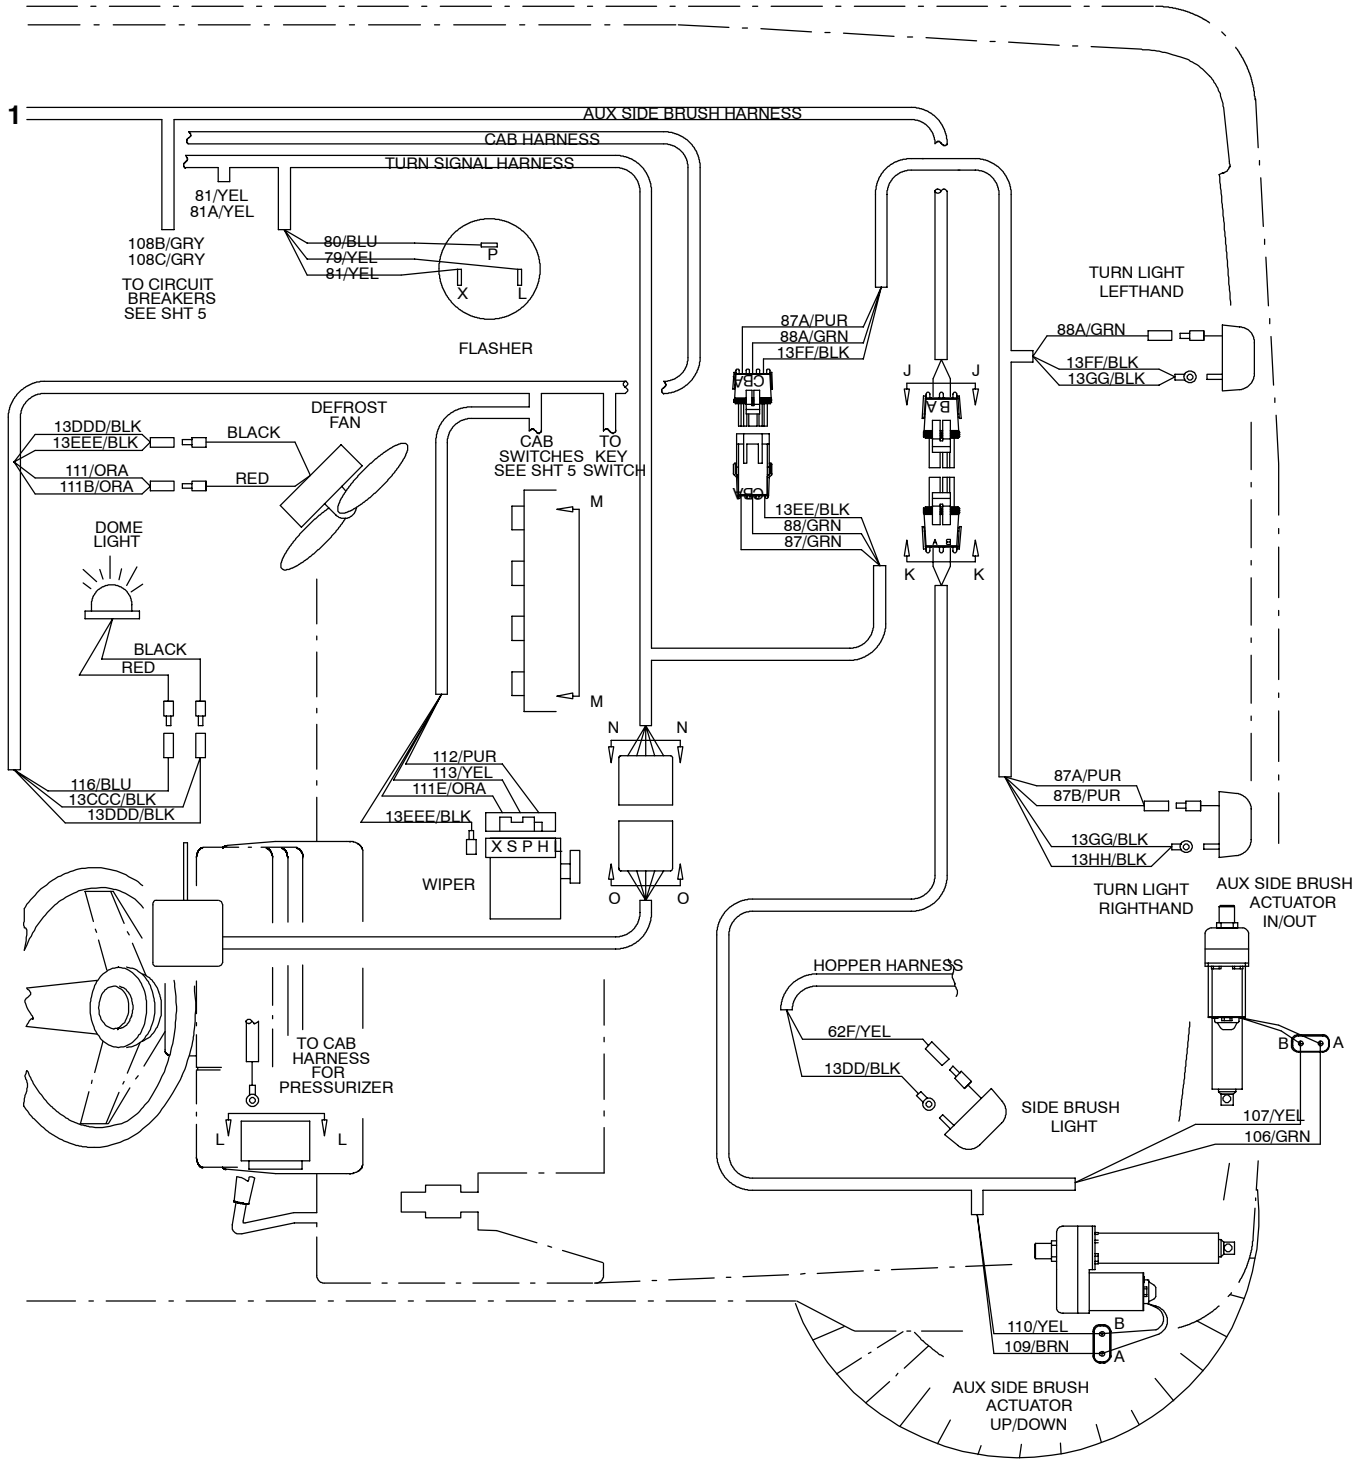 1
AUX SIDE BRUSH HARNESS
CAB HARNESS
TURN SIGNAL HARNESS
81/YEL
81A/YEL
108B/GRY
108C/GRY
TO CIRCUIT
BREAKERS
SEE SHT 5
80/BLU
79/YEL
81/YEL
P
X
L
FLASHER
TURN LIGHT
LEFTHAND
88A/GRN
13FF/BLK
13GG/BLK
87A/PUR
88A/GRN
13FF/BLK
CBA
J
J
BA
DEFROST
FAN
13DDD/BLK
13EEE/BLK
BLACK
111/ORA
111B/ORA
RED
CAB
SWITCHES
SEE SHT 5
TO
KEY
SWITCH
M
M
CBA
13EE/BLK
88/GRN
87/GRN
A B
K
K
DOME
LIGHT
BLACK
RED
116/BLU
13CCC/BLK
13DDD/BLK
N
N
112/PUR
113/YEL
111E/ORA
13EEE/BLK
X S P H L
WIPER
O
O
87A/PUR
87B/PUR
13GG/BLK
13HH/BLK
TURN LIGHT
RIGHTHAND
AUX SIDE BRUSH
ACTUATOR
IN/OUT
HOPPER HARNESS
62F/YEL
13DD/BLK
SIDE BRUSH
LIGHT
B
A
107/YEL
106/GRN
TO CAB
HARNESS
FOR
PRESSURIZER
L
L
110/YEL
109/BRN
B
A
AUX SIDE BRUSH
ACTUATOR
UP/DOWN